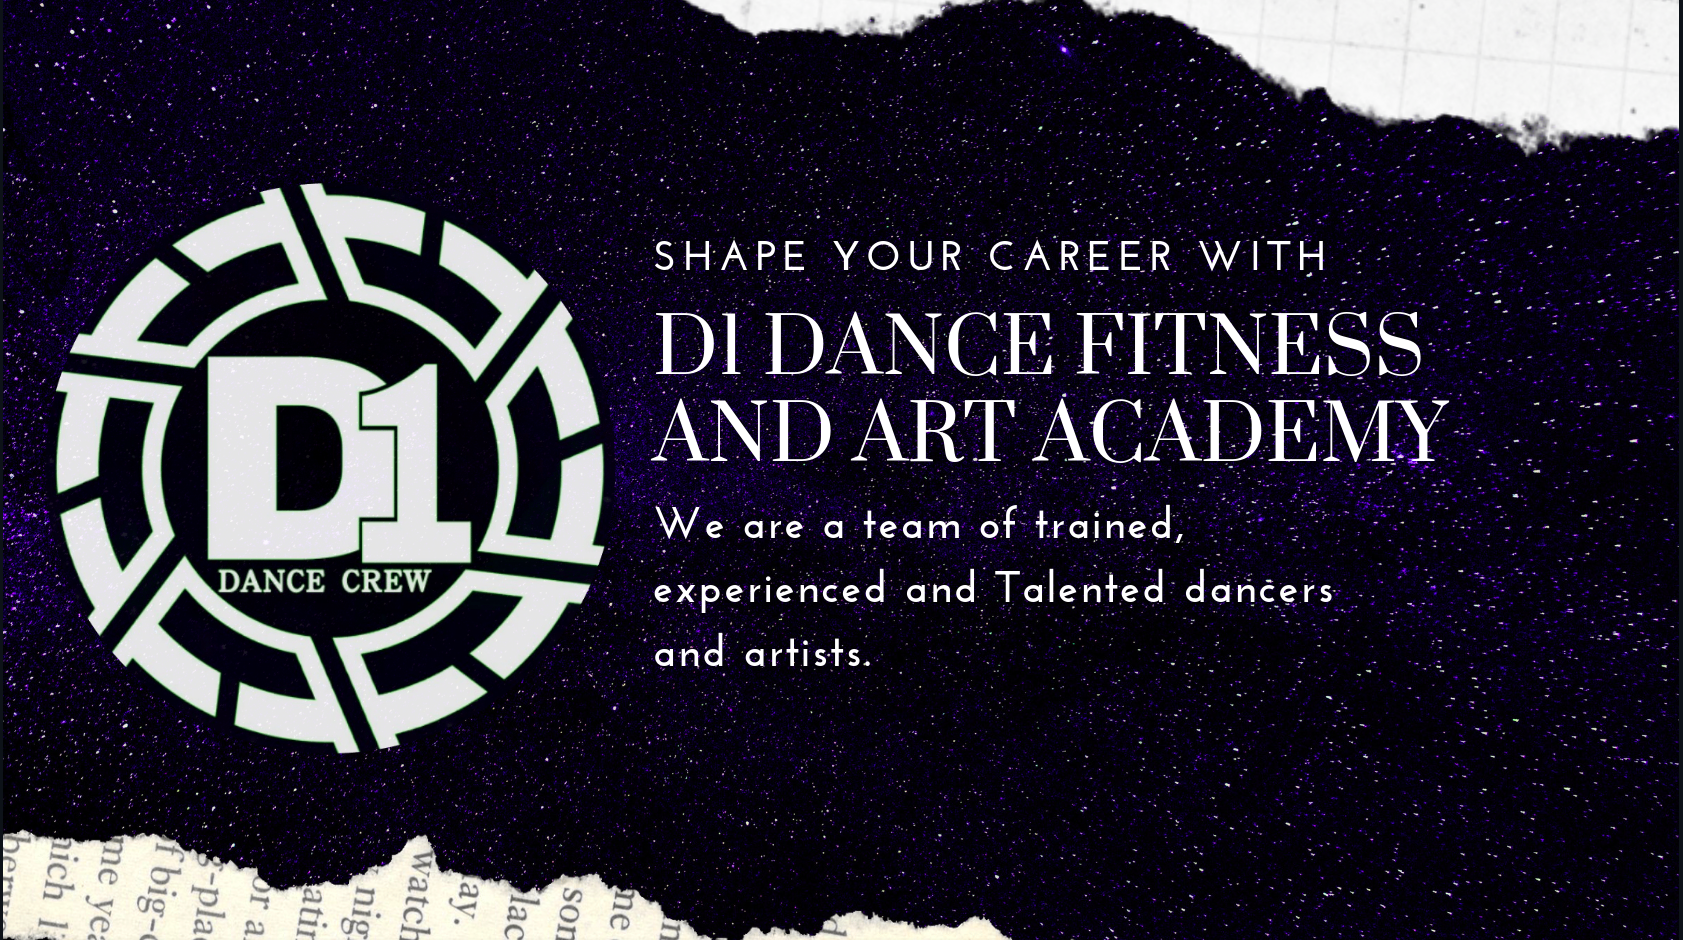 SHAPE YOUR CAREER WITH
D1 DANCE FITNESS
AND ART ACADEMY
We are a team of trained,
experienced and Talented dancers
and artists.
D1
DANCE CREW
watch